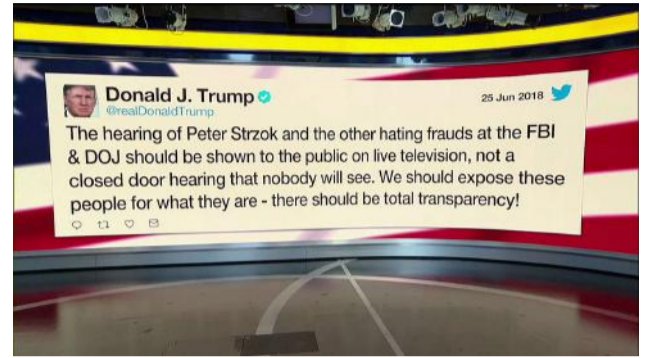 Donald J. Trump
25 Jun 2018
@realDonaldTrump
The hearing of Peter Strzok and the other hating frauds at the FBI
& DOJ should be shown to the public on live television, not a
closed door hearing that nobody will see. We should expose these
people for what they are - there should be total transparency!